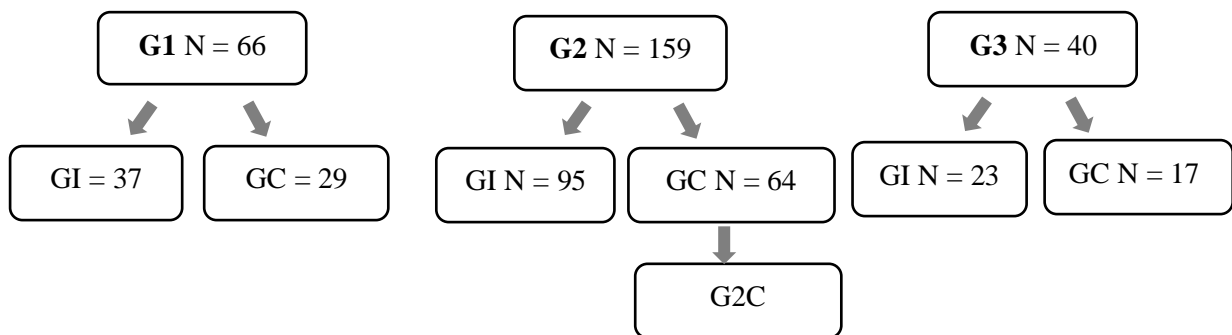 G1 N = 66
G2 N = 159
G3 N = 40
GI = 37
GC = 29
GI N = 95
GC N = 64
GI N = 23
GC N = 17
G2C